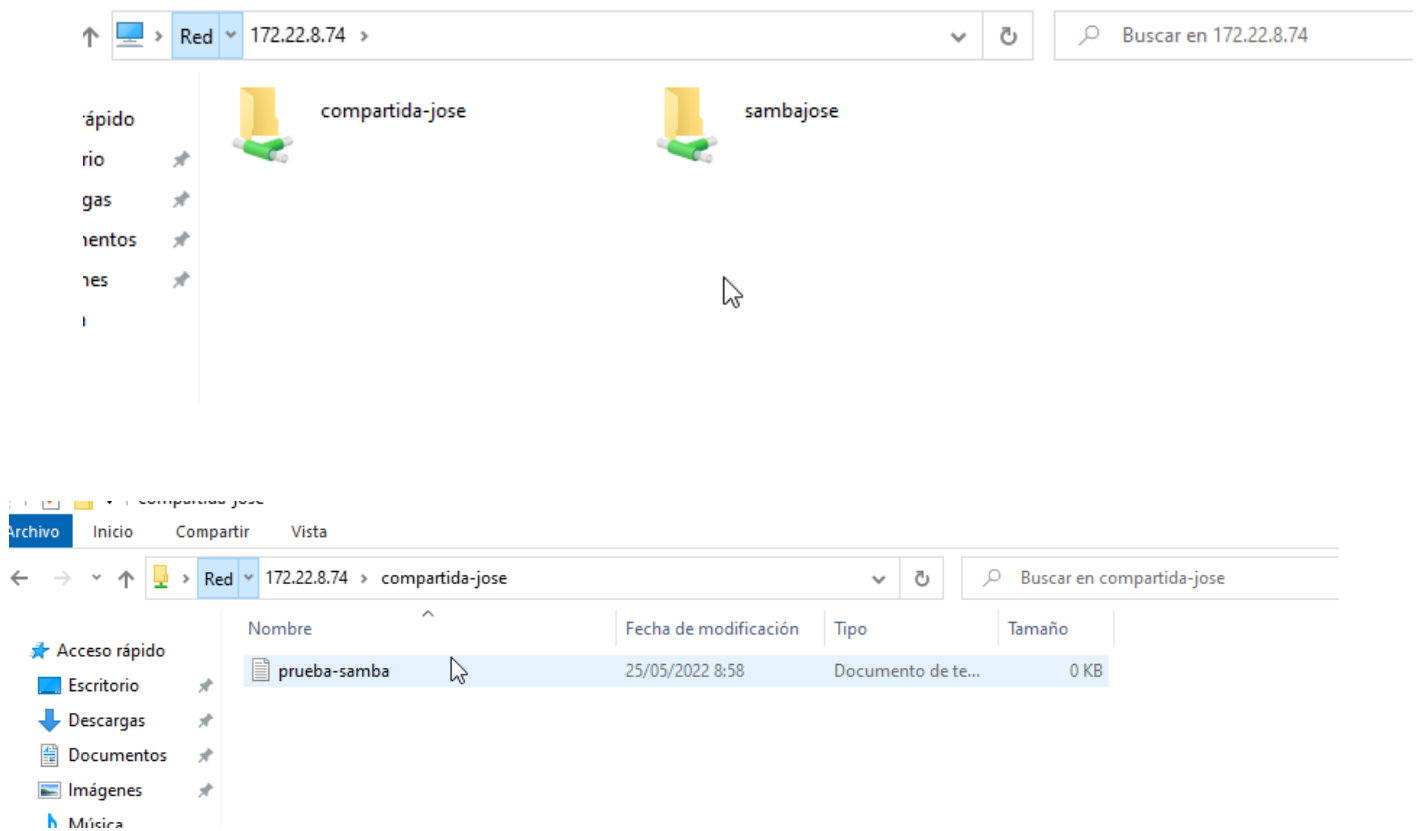 Red 172.22.8.74 Buscar en 172.22.8.74
compartida-jose sambajose
rápido
rio
gas
nentos
nes
compartida-jose
Archivo Inicio Compartir Vista
Red 172.22.8.74 compartida-jose Buscar en compartida-jose
Nombre Fecha de modificación Tipo Tamaño
Acceso rápido
prueba-samba 25/05/2022 8:58 Documento de te... 0 KB
Escritorio
Descargas
Documentos
Imágenes
Música